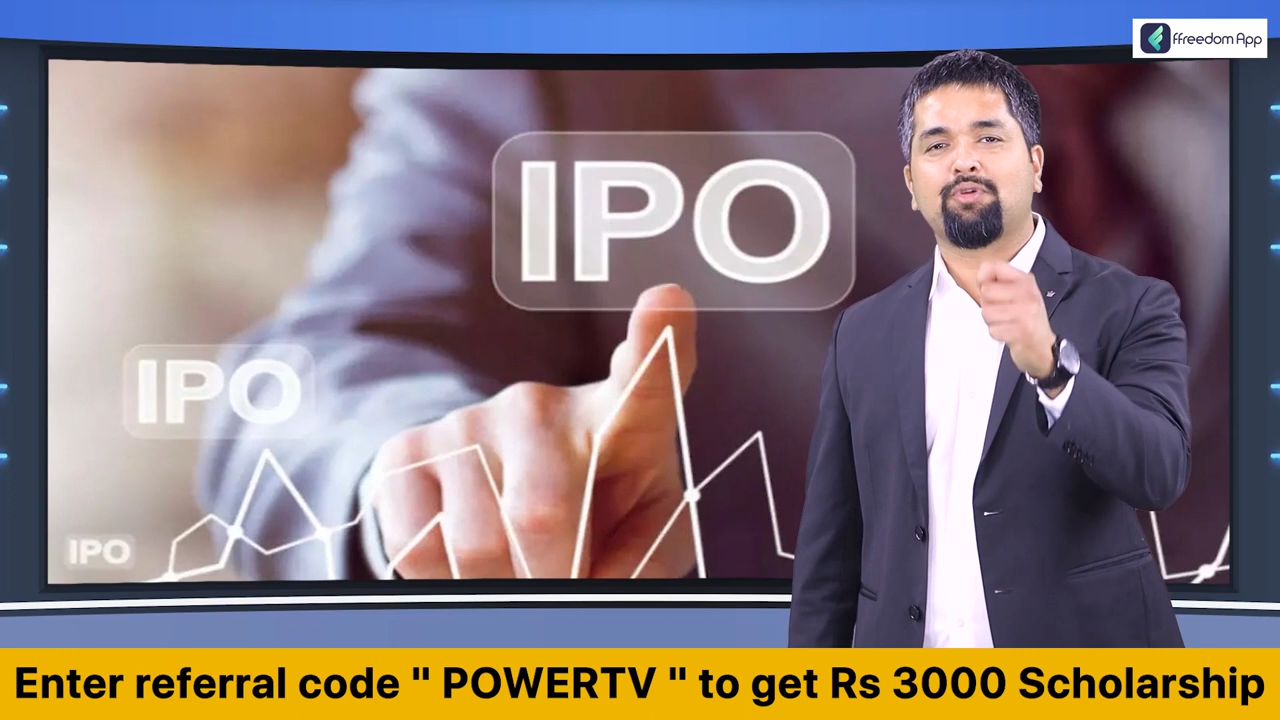 ffreedom App
IPO
IPO
IPO
Enter referral code " POWERTV " to get Rs 3000 Scholarship